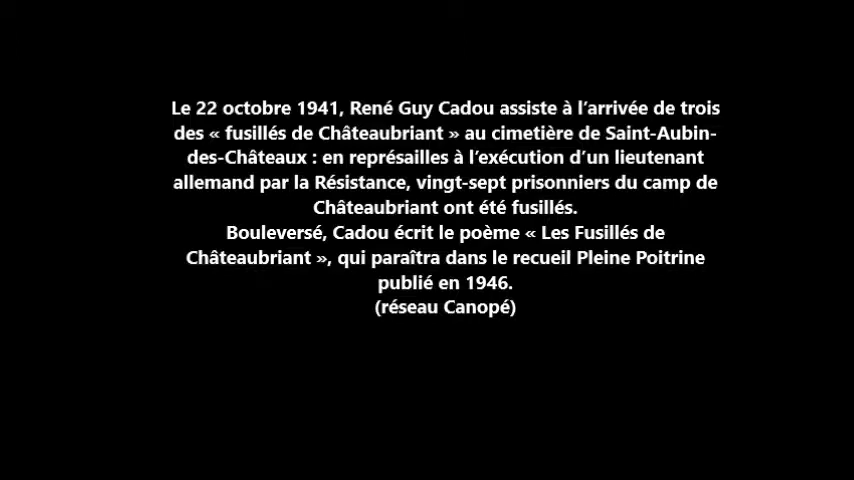 Le 22 octobre 1941, René Guy Cadou assiste à l’arrivée de trois
des « fusillés de Châteaubriant » au cimetière de Saint-Aubin-
des-Châteaux : en représailles à l’exécution d’un lieutenant
allemand par la Résistance, vingt-sept prisonniers du camp de
Châteaubriant ont été fusillés.
Bouleversé, Cadou écrit le poème « Les Fusillés de
Châteaubriant », qui paraîtra dans le recueil Pleine Poitrine
publié en 1946.
(réseau Canopé)